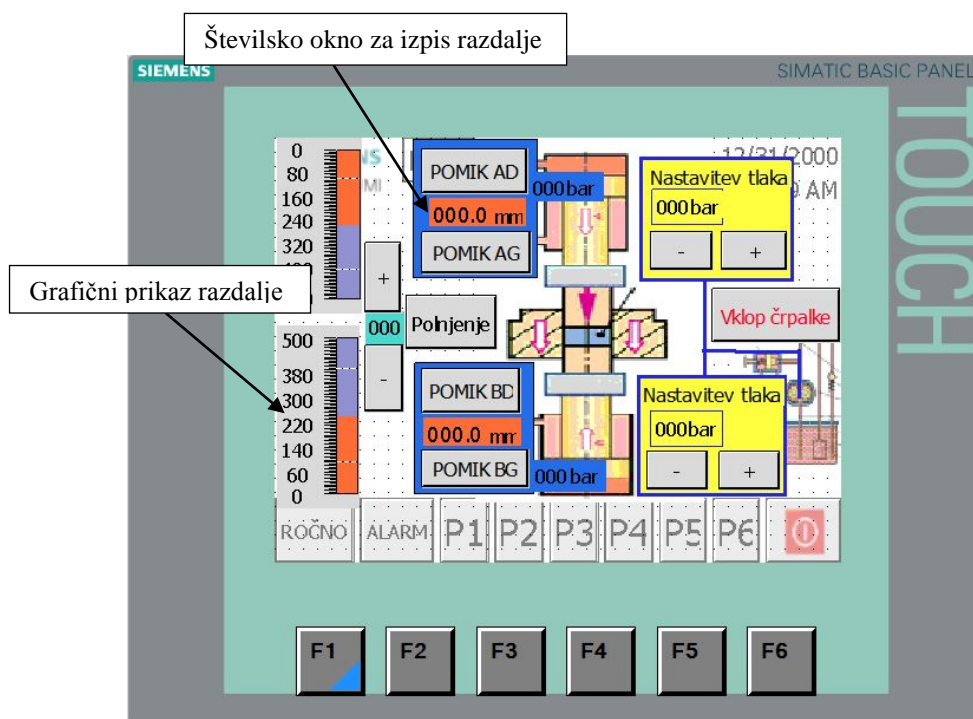 Številsko okno za izpis razdalje
SIEMENS
SIMATIC BASIC PANEL
TOUCH
0
80
160
240
320
POMIK AD
000 bar
000.0 mm
POMIK AG
12/31/2000
9 AM
Nastavitev tlaka
000bar
-
+
Grafični prikaz razdalje
+
000
-
Polnjenje
Vklop črpalke
500
380
300
220
140
60
0
POMIK BD
000.0 mm
POMIK BG
000 bar
Nastavitev tlaka
000bar
-
+
ROČNO
ALARM
P1
P2
P3
P4
P5
P6
F1
F2
F3
F4
F5
F6